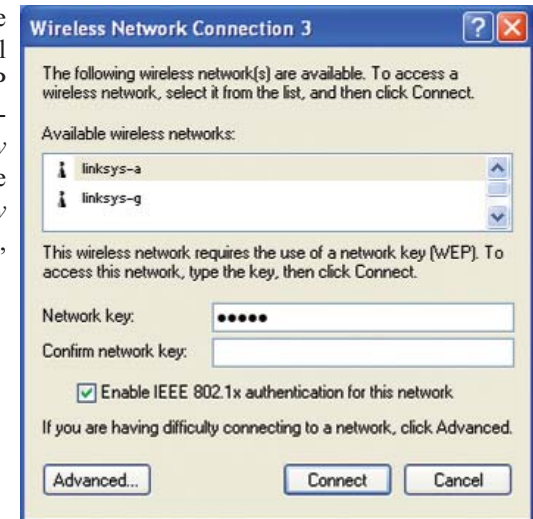 Wireless Network Connection 3
The following wireless network(s) are available. To access a
wireless network, select it from the list, and then click Connect.
Available wireless networks:
linksys-a
linksys-g
This wireless network requires the use of a network key (WEP). To
access this network, type the key, then click Connect.
Network key: •••••
Confirm network key:
Enable IEEE 802.1x authentication for this network
If you are having difficulty connecting to a network, click Advanced.
Advanced... Connect Cancel